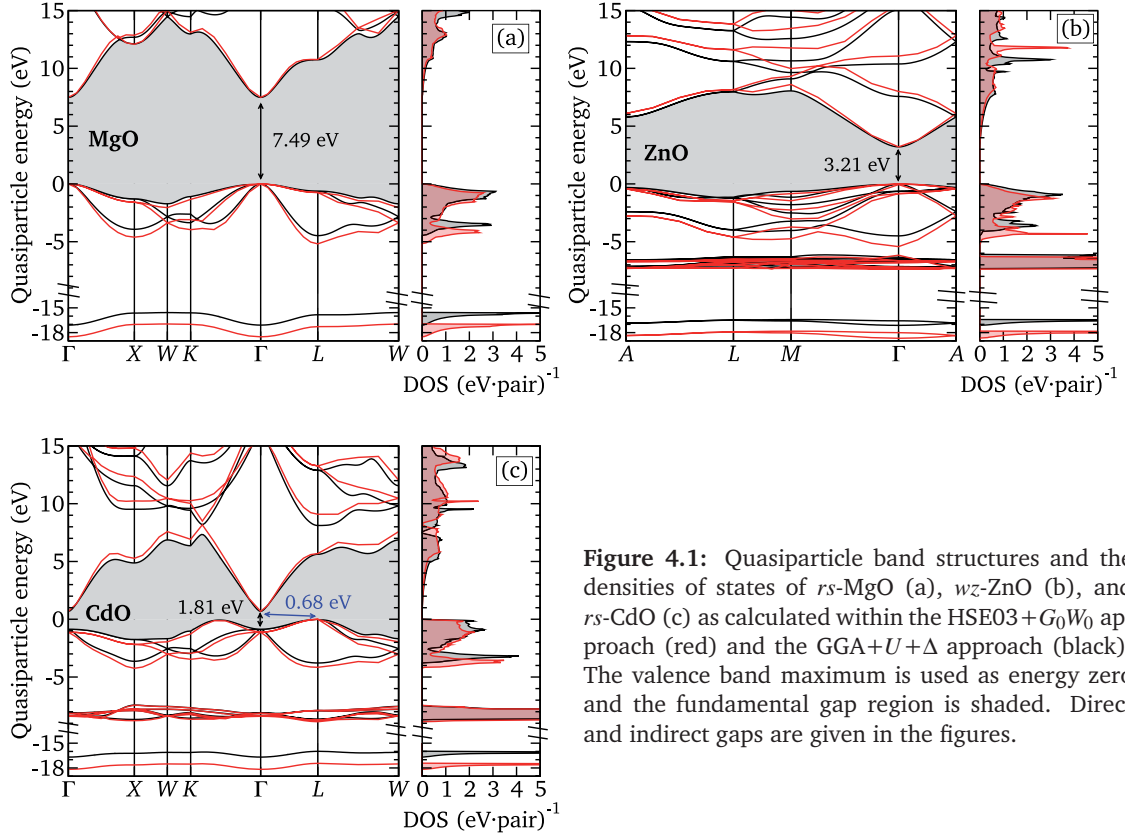 15
10
5
0
-5
-15
-18
Quasiparticle energy (eV)
MgO
7.49 eV
(a)
Γ X W K Γ L W
0 1 2 3 4 5
DOS (eV·pair)⁻¹
15
10
5
0
-5
-15
-18
Quasiparticle energy (eV)
ZnO
3.21 eV
(b)
A L M Γ A
0 1 2 3 4 5
DOS (eV·pair)⁻¹
15
10
5
0
-5
-15
-18
Quasiparticle energy (eV)
CdO
1.81 eV
0.68 eV
(c)
Γ X W K Γ L W
0 1 2 3 4 5
DOS (eV·pair)⁻¹
Figure 4.1: Quasiparticle band structures and the
densities of states of rs-MgO (a), wz-ZnO (b), and
rs-CdO (c) as calculated within the HSE03+G₀W₀ ap
proach (red) and the GGA+U+Δ approach (black)
The valence band maximum is used as energy zero
and the fundamental gap region is shaded. Direc
and indirect gaps are given in the figures.